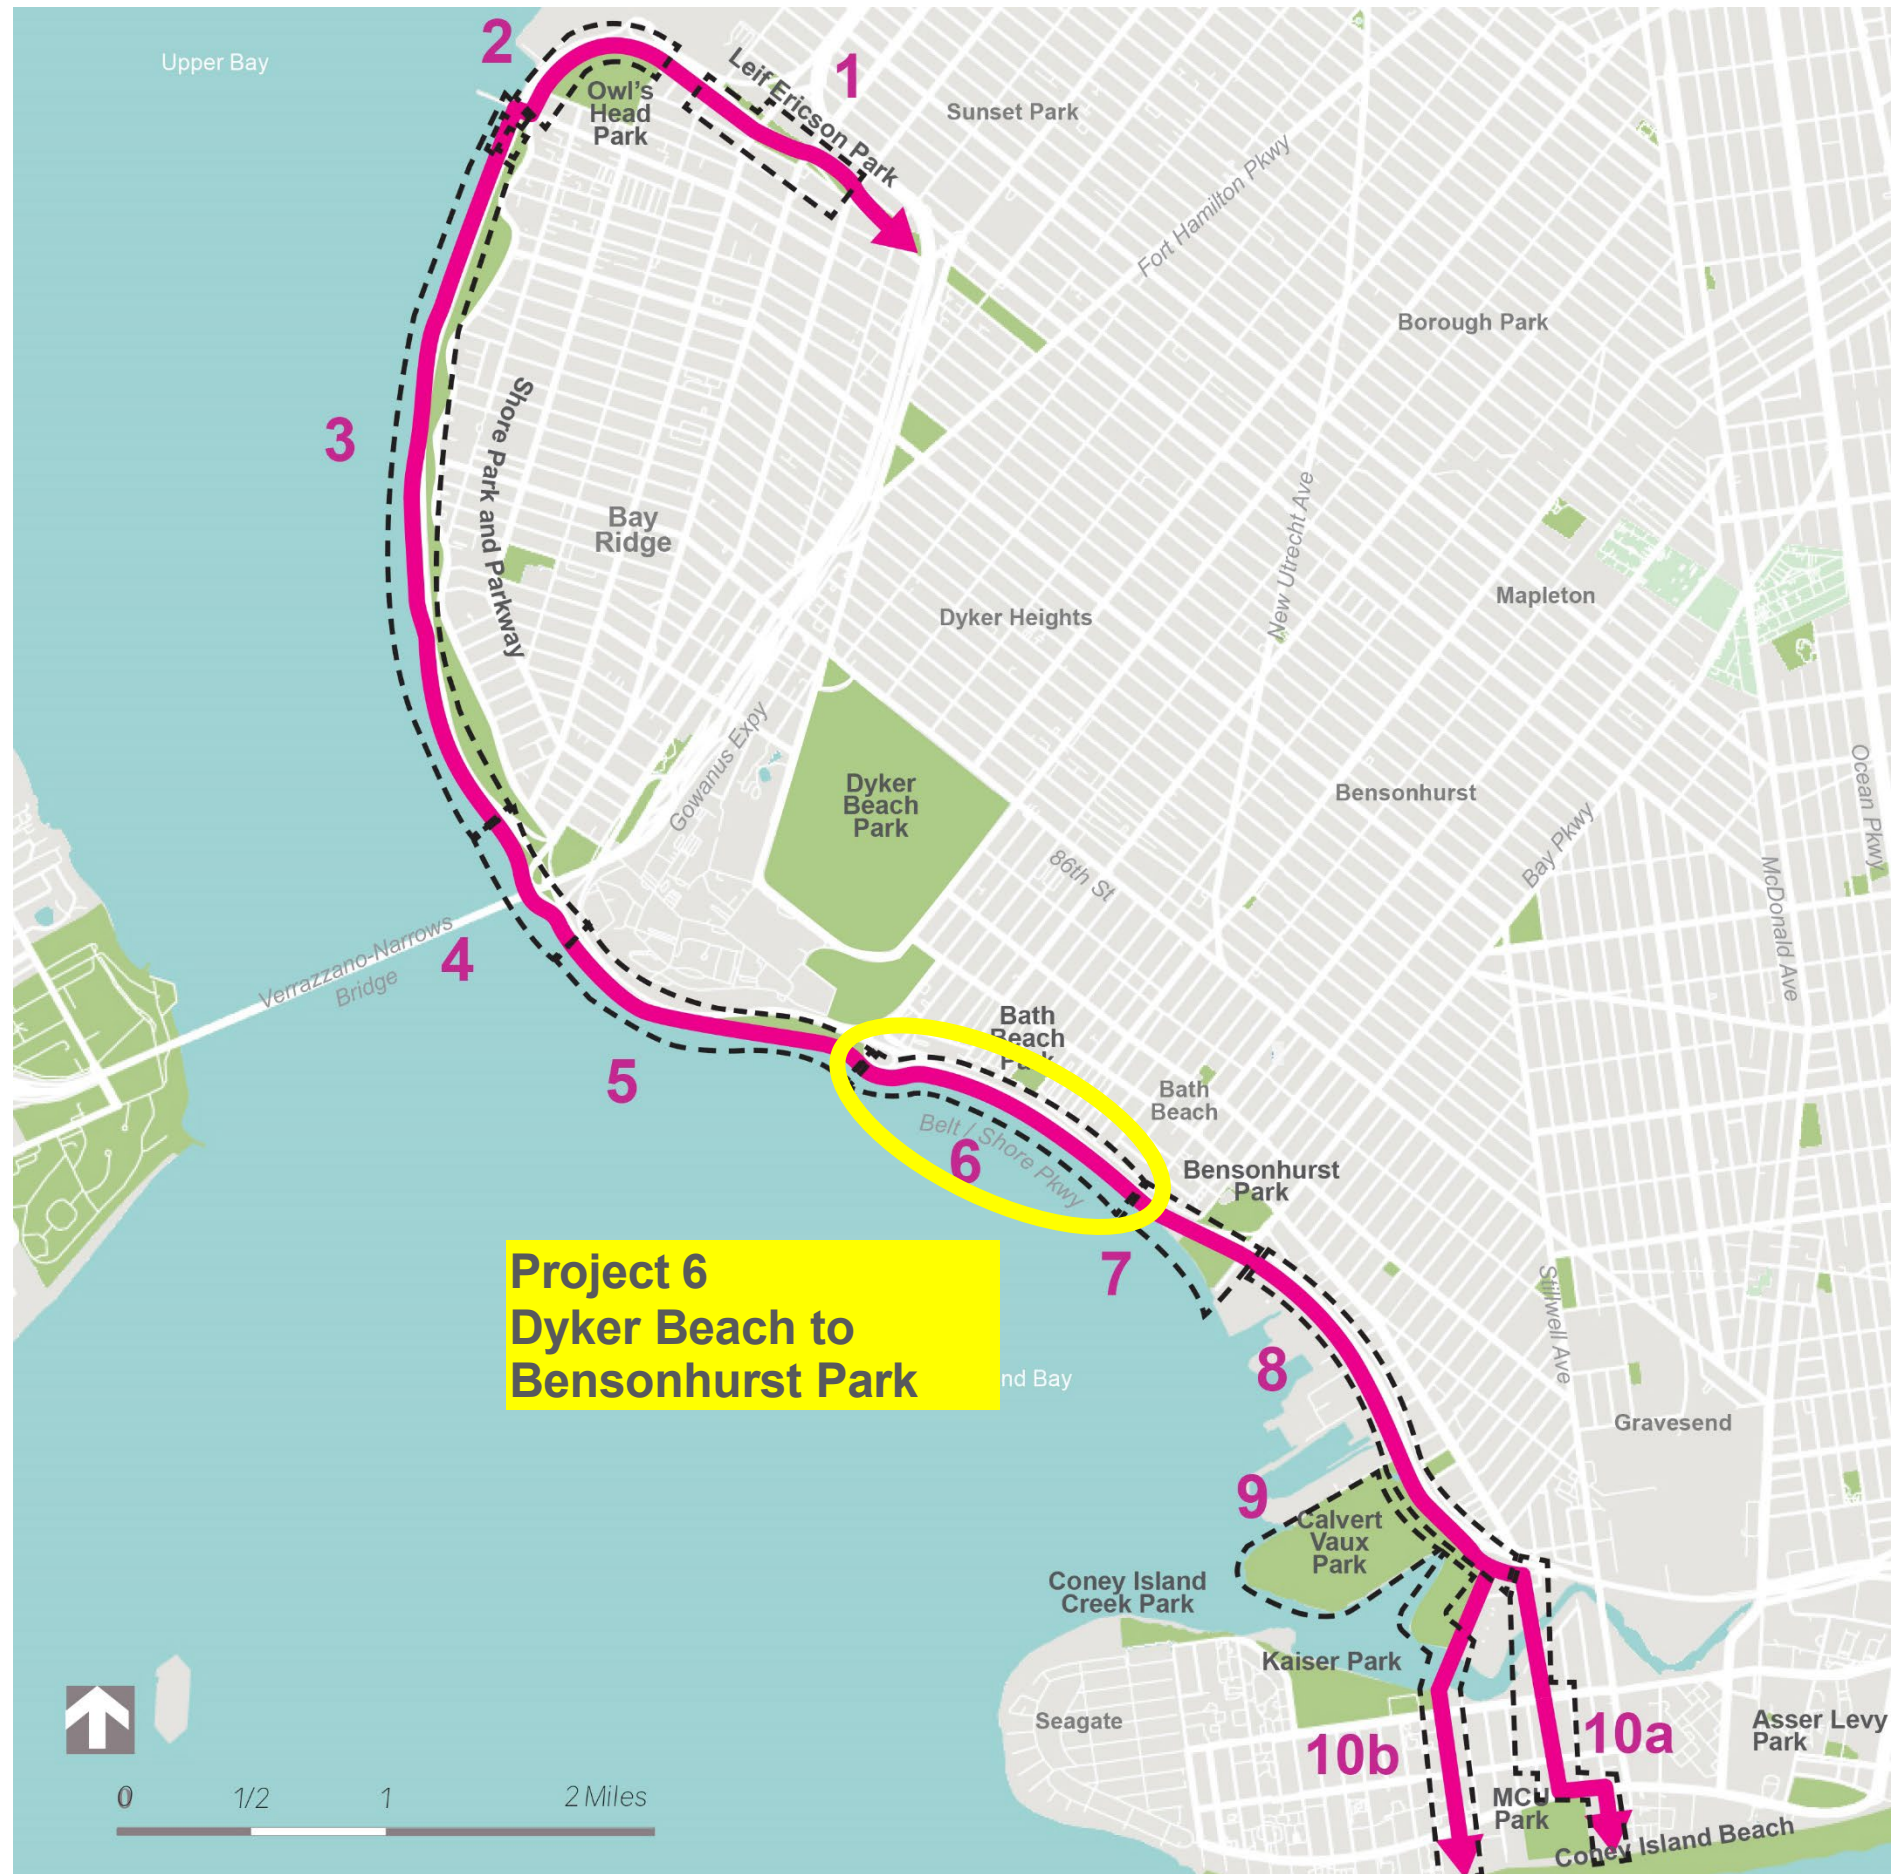 Upper Bay
2
Leif Ericson Park
1
Owl's
Head
Park
Sunset Park
Fort Hamilton Pkwy
Borough Park
3
Shore Park and Parkway
Bay
Ridge
New Utrecht Ave
Mapleton
Dyker Heights
Gowanus Expy
Dyker
Beach
Park
Bensonhurst
Ocean Pkwy
86th St
Bay Pkwy
McDonald Ave
Verrazzano-Narrows
Bridge
4
Bath
Beach
Park
5
Bath
Beach
Belt / Shore Pkwy
6
Bensonhurst
Park
7
Project 6
Dyker Beach to
Bensonhurst Park
nd Bay
Stillwell Ave
8
Gravesend
9
Calvert
Vaux
Park
Coney Island
Creek Park
Kaiser Park
Seagate
10b
10a
Asser Levy
Park
MCU
Park
Coney Island Beach
0 1/2 1 2 Miles